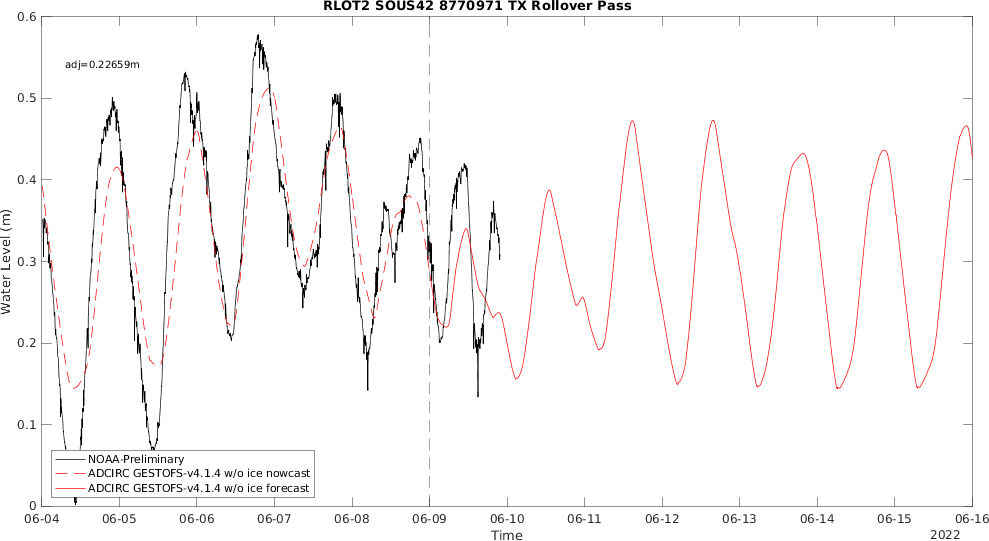 RLOT2 SOUS42 8770971 TX Rollover Pass
0.6
adj=0.22659m
0.5
0.4
0.3
0.2
0.1
0
Water Level (m)
NOAA-Preliminary
ADCIRC GESTOFS-v4.1.4 w/o ice nowcast
ADCIRC GESTOFS-v4.1.4 w/o ice forecast
06-04 06-05 06-06 06-07 06-08 06-09 06-10 06-11 06-12 06-13 06-14 06-15 06-16
Time
2022